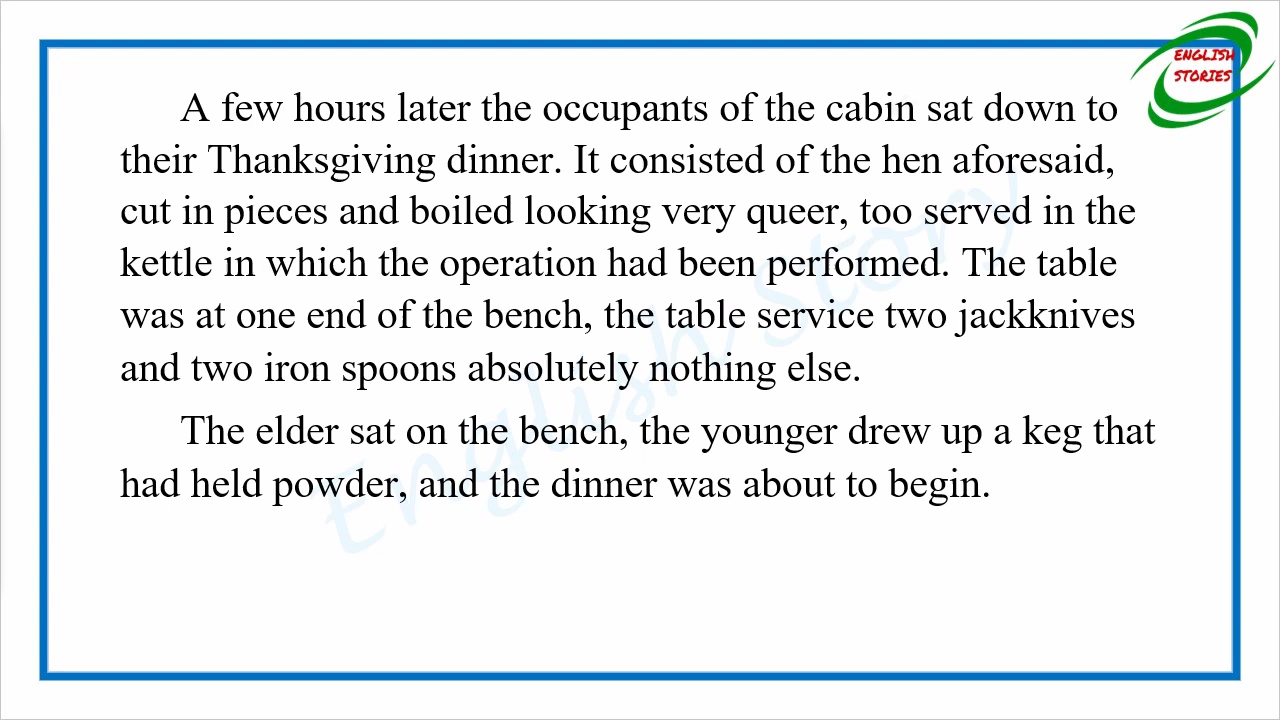 ENGLISH
STORIES
A few hours later the occupants of the cabin sat down to
their Thanksgiving dinner. It consisted of the hen aforesaid,
cut in pieces and boiled looking very queer, too served in the
kettle in which the operation had been performed. The table
was at one end of the bench, the table service two jackknives
and two iron spoons absolutely nothing else.
The elder sat on the bench, the younger drew up a keg that
had held powder, and the dinner was about to begin.
English Story